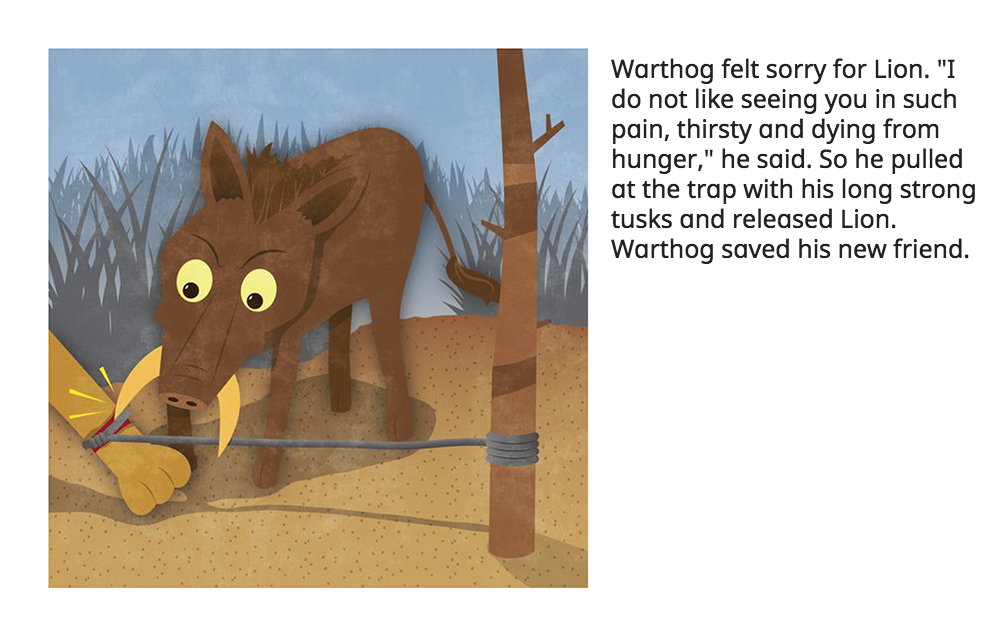 Warthog felt sorry for Lion. "I
do not like seeing you in such
pain, thirsty and dying from
hunger," he said. So he pulled
at the trap with his long strong
tusks and released Lion.
Warthog saved his new friend.